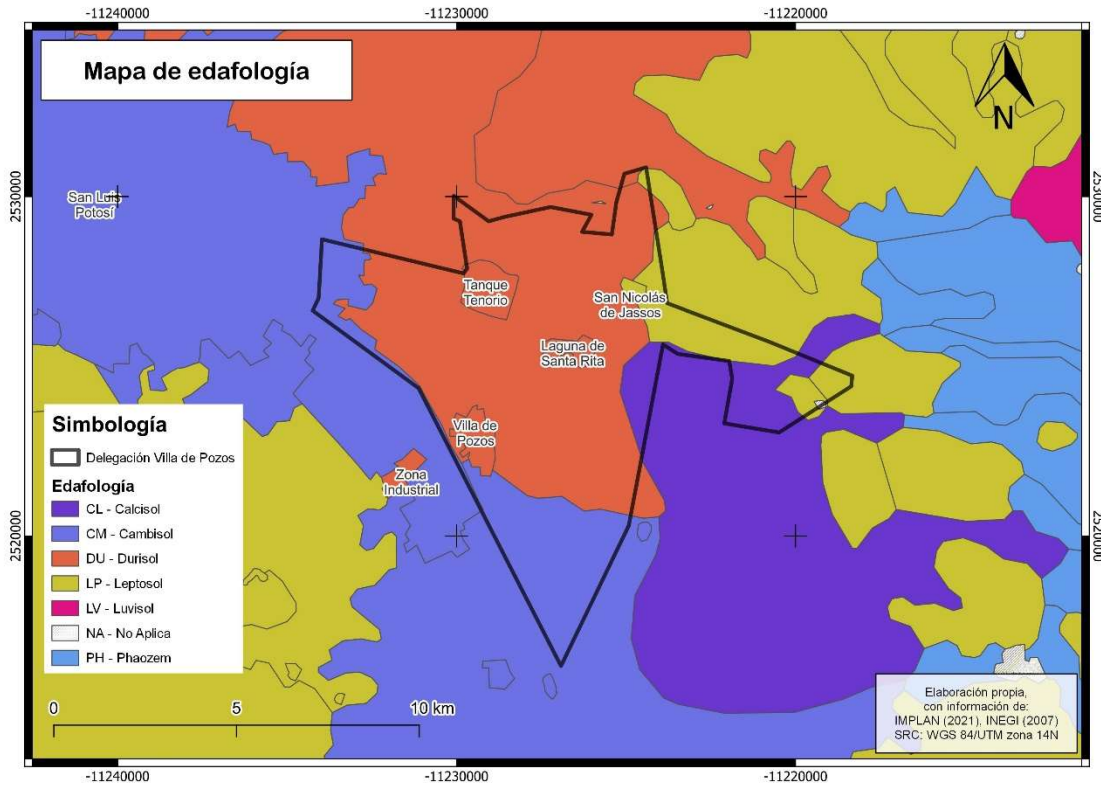 -11240000
-11230000
-11220000
Mapa de edafología
N
2530000
2530000
San Luis
Potosí
Tanque
Tenorio
San Nicolás
de Jassos
Laguna de
Santa Rita
Villa de
Pozos
Zona
Industrial
Simbología
Delegación Villa de Pozos
Edafología
CL - Calcisol
CM - Cambisol
DU - Durisol
LP - Leptosol
LV - Luvisol
NA - No Aplica
PH - Phaozem
2520000
2520000
0
5
10 km
Elaboración propia,
con información de:
IMPLAN (2021), INEGI (2007)
SRC: WGS 84/UTM zona 14N
-11240000
-11230000
-11220000